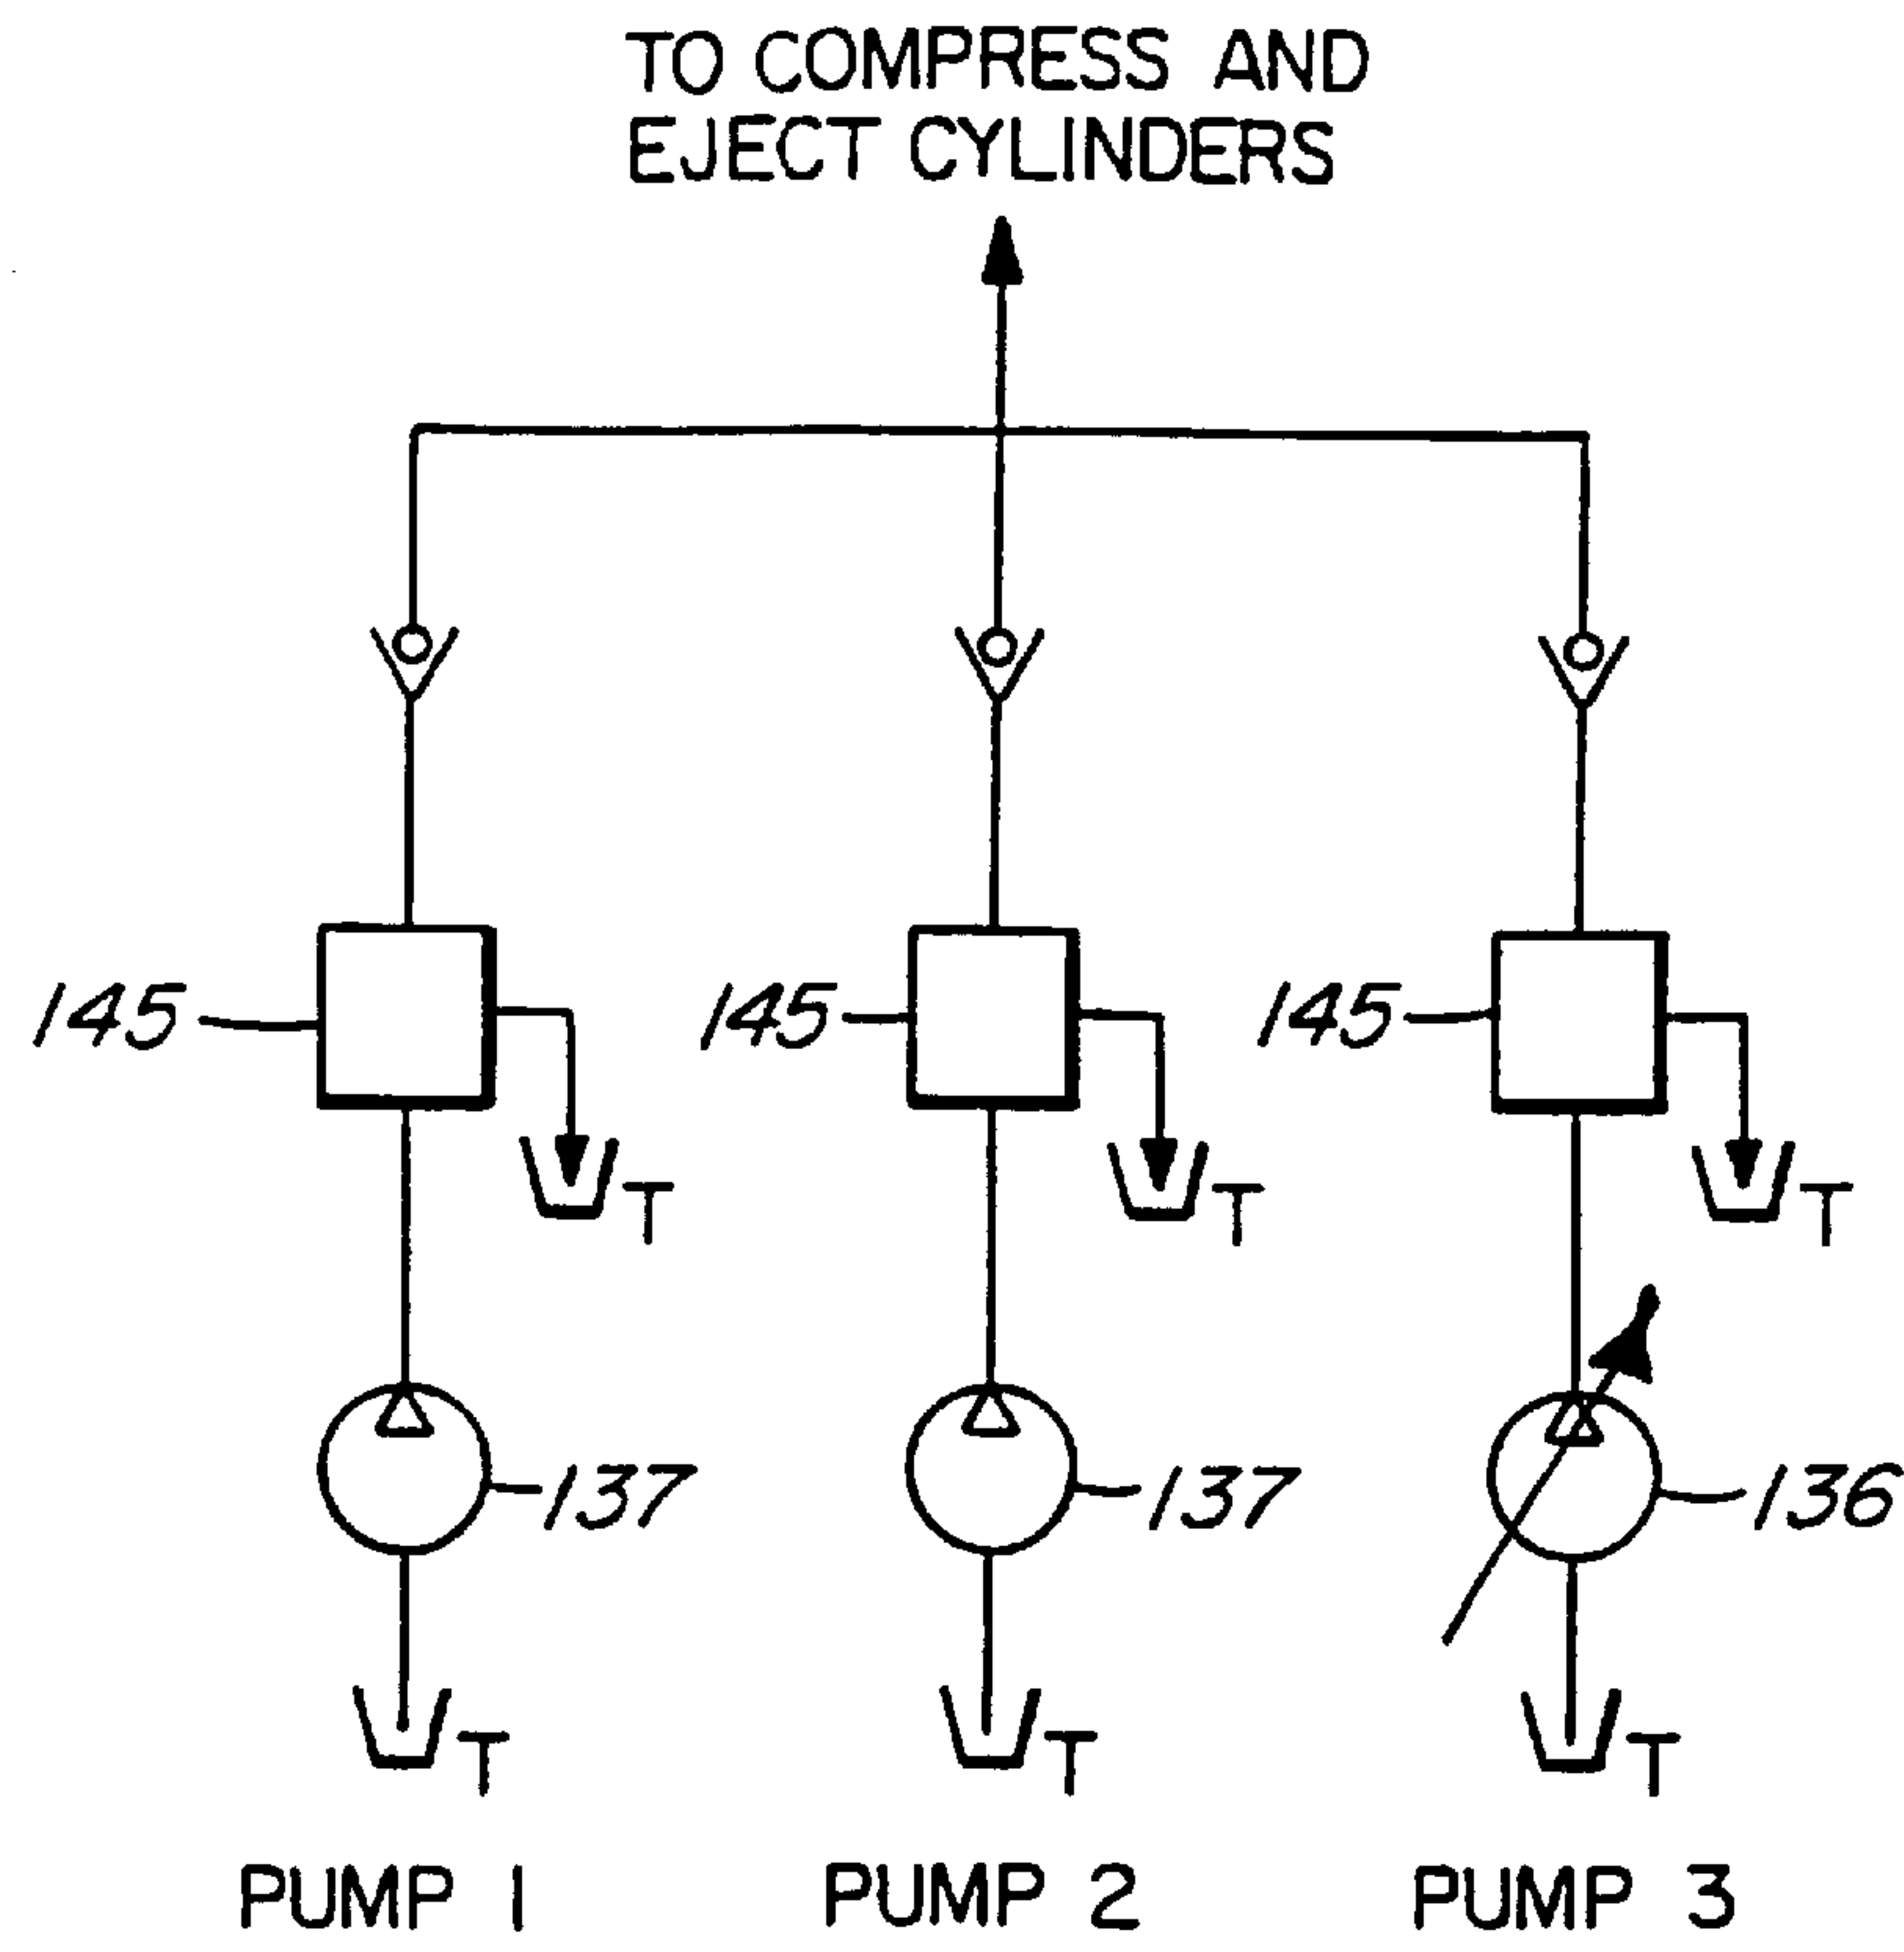 TO COMPRESS AND
EJECT CYLINDERS
145 145 145
T T T
137 137 136
T T T
PUMP 1 PUMP 2 PUMP 3